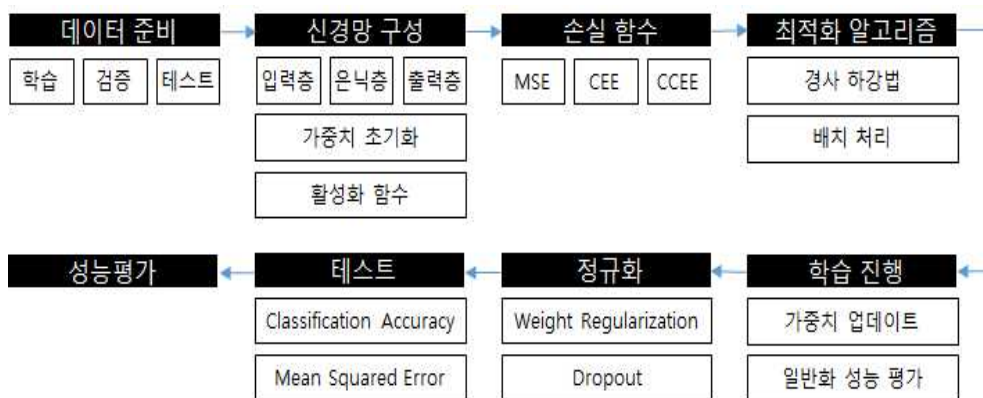 데이터 준비 신경망 구성 손실 함수 최적화 알고리즘
학습 검증 테스트 입력층 은닉층 출력층 MSE CEE CCEE 경사 하강법
가중치 초기화 배치 처리
활성화 함수
성능평가 테스트 정규화 학습 진행
Classification Accuracy Weight Regularization 가중치 업데이트
Mean Squared Error Dropout 일반화 성능 평가